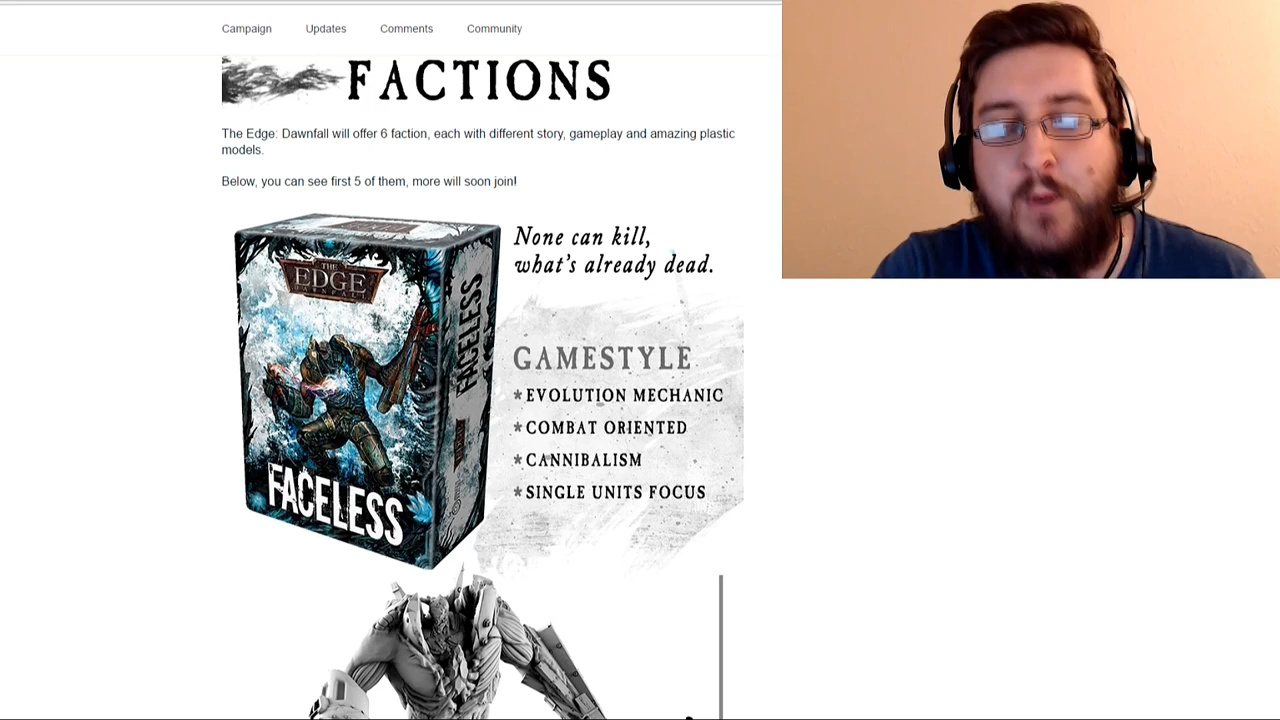 Campaign Updates Comments Community
FACTIONS
The Edge: Dawnfall will offer 6 faction, each with different story, gameplay and amazing plastic
models.
Below, you can see first 5 of them, more will soon join!
None can kill,
what's already dead.
THE
EDGE
DAWNFALL
FACELESS
FACELESS
GAMESTYLE
*EVOLUTION MECHANIC
*COMBAT ORIENTED
*CANNIBALISM
*SINGLE UNITS FOCUS